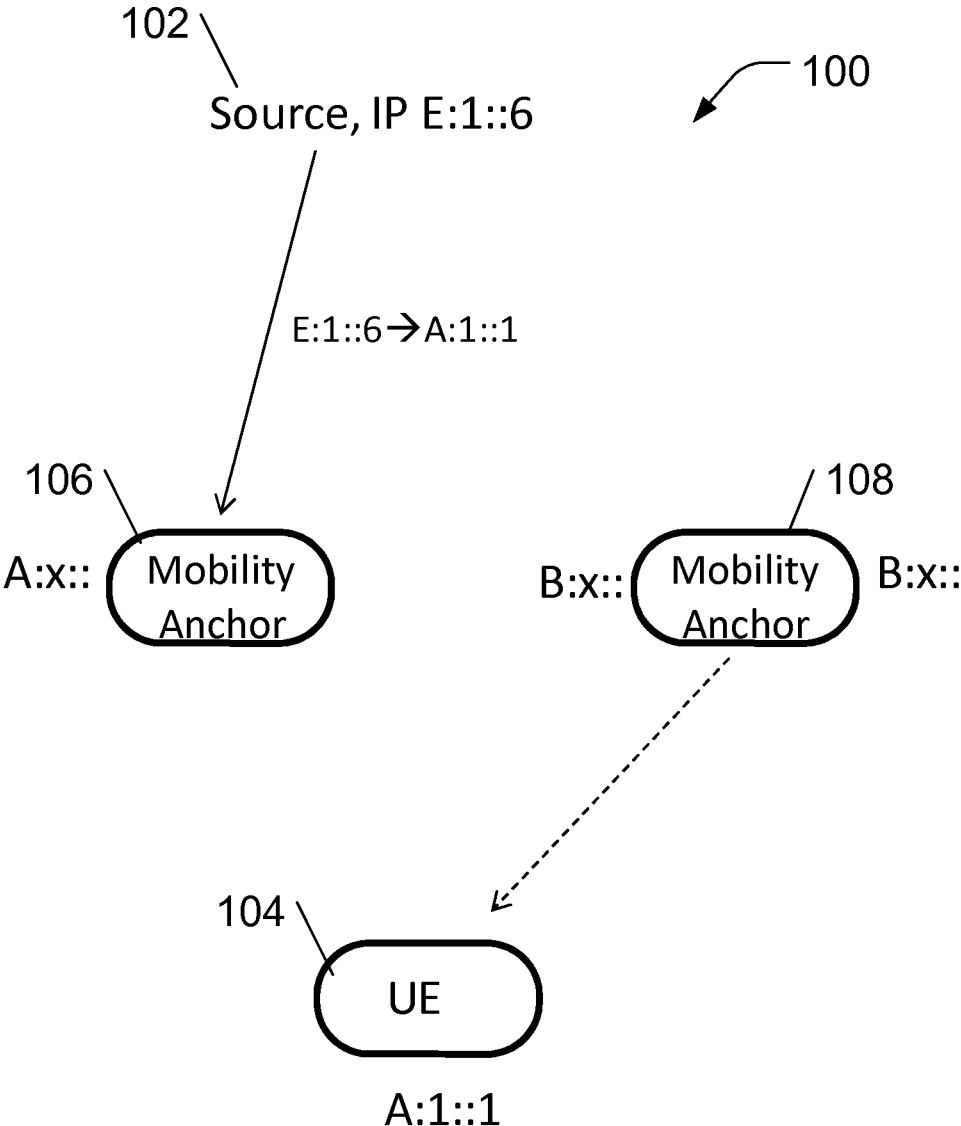 102
100
Source, IP E:1::6
E:1::6→A:1::1
106
108
A:x::
Mobility
Anchor
B:x::
Mobility
Anchor
B:x::
104
UE
A:1::1